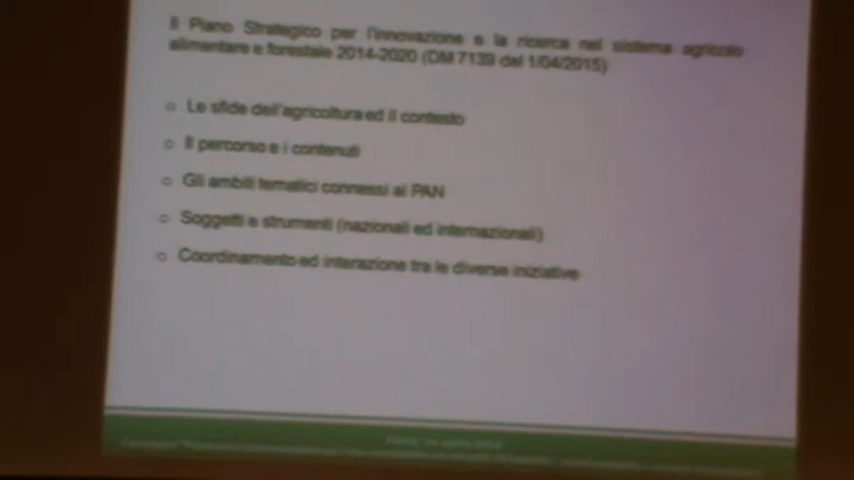 Il Piano Strategico per l'innovazione e la ricerca nel sistema agricolo
alimentare e forestale 2014-2020 (DM 7139 del 1/04/2015)
o Le sfide dell'agricoltura ed il contesto
o Il percorso e i contenuti
o Gli ambiti tematici connessi al PAN
o Soggetti e strumenti (nazionali ed internazionali)
o Coordinamento ed interazione tra le diverse iniziative